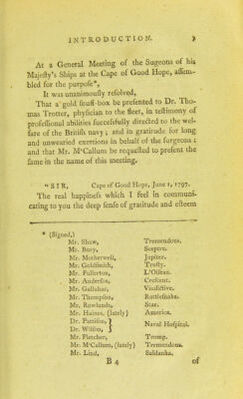 INTRODUCTION. 7
At a General Meeting of the Surgeons of his
Majesty's Ships at the Cape of Good Hope, assem-
bled for the purpose*,
It was unanimously resolved,
That a gold snuff-box be presented to Dr. Tho-
mas Trotter, physician to the fleet, in testimony of
professional abilities successfully directed to the wel-
fare of the British navy; and in gratitude for long
and unwearied exertions in behalf of the surgeons:
and that Mr. M'Callum be requested to present the
same in the name of this meeting.
"SIR, Cape of Good Hope, June 1, 1797.
The real happiness which I feel in communi-
cating to you the deep sense of gratitude and esteem
* (Signed,)
Mr. Shaw, Tremendous.
Mr. Busy, Sceptre.
Mr. Motherwell, Jupiter.
Mr. Goldsmith, Trusty.
Mr. Fullarton, L'Oiseau.
Mr. Anderson, Crescent.
Mr. Gullahar, Vindictive.
Mr. Thompson, Rattlesnake.
Mr. Rowlands, Star.
Mr. Haines, (lately) America.
Dr. Pattison, }
Dr. Wilson, } Naval Hospital.
Mr. Fletcher, Tromp.
Mr. M'Callum, (lately) Tremendous.
Mr. Lind, Saldanha.
B 4 of